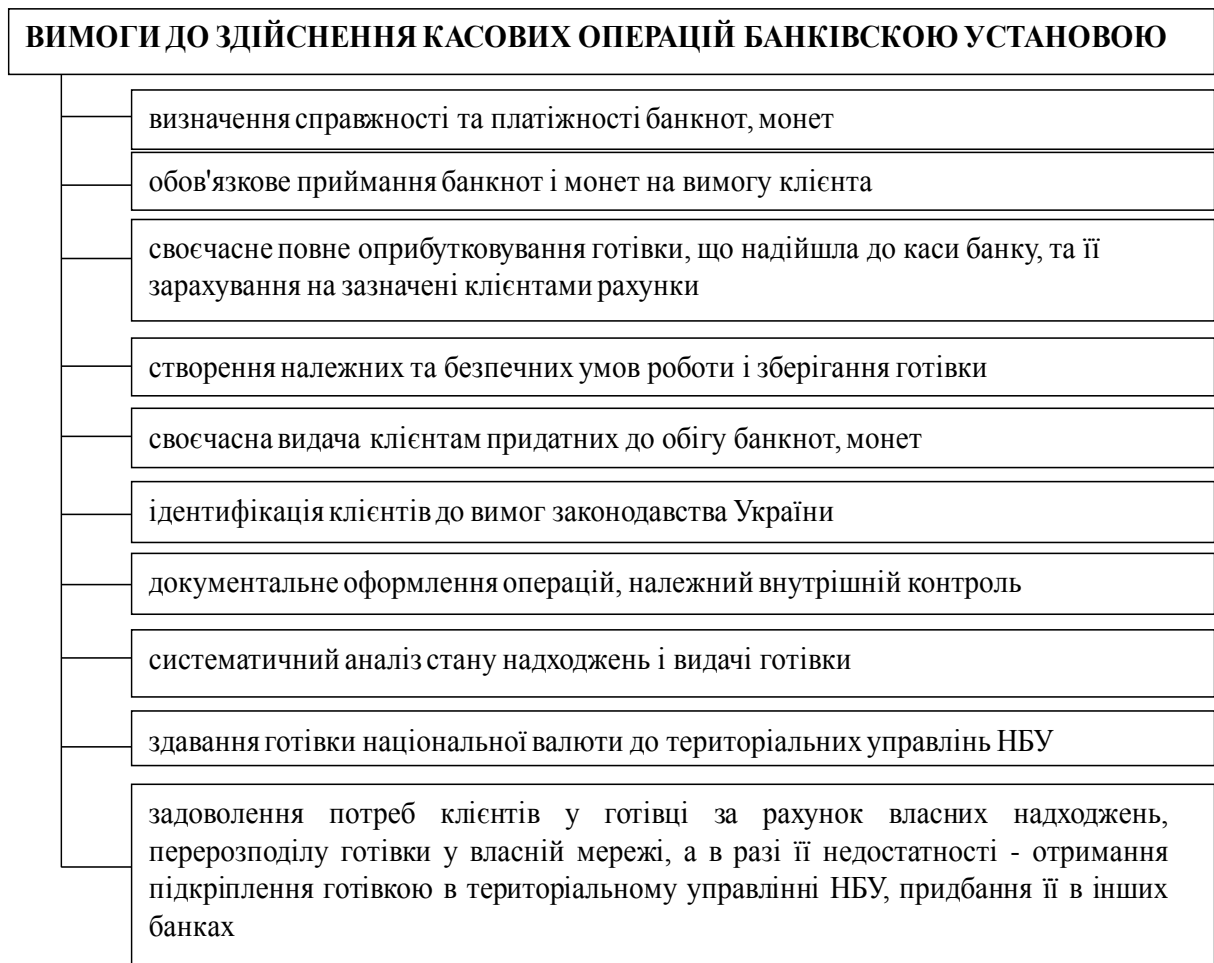 ВИМОГИ ДО ЗДІЙСНЕННЯ КАСОВИХ ОПЕРАЦІЙ БАНКІВСКОЮ УСТАНОВОЮ
визначення справжності та платіжності банкнот, монет
обов'язкове приймання банкнот і монет на вимогу клієнта
своєчасне повне оприбутковування готівки, що надійшла до каси банку, та її
зарахування на зазначені клієнтами рахунки
створення належних та безпечних умов роботи і зберігання готівки
своєчасна видача клієнтам придатних до обігу банкнот, монет
ідентифікація клієнтів до вимог законодавства України
документальне оформлення операцій, належний внутрішній контроль
систематичний аналіз стану надходжень і видачі готівки
здавання готівки національної валюти до територіальних управлінь НБУ
задоволення потреб клієнтів у готівці за рахунок власних надходжень,
перерозподілу готівки у власній мережі, а в разі її недостатності - отримання
підкріплення готівкою в територіальному управлінні НБУ, придбання її в інших
банках